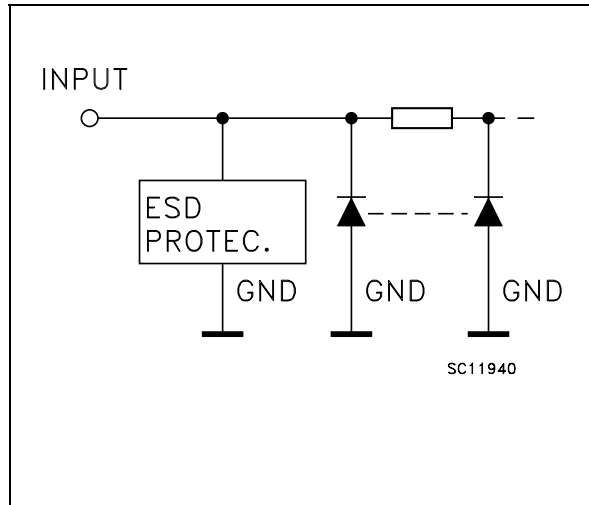 INPUT
ESD
PROTEC.
GND
GND
GND
SC11940